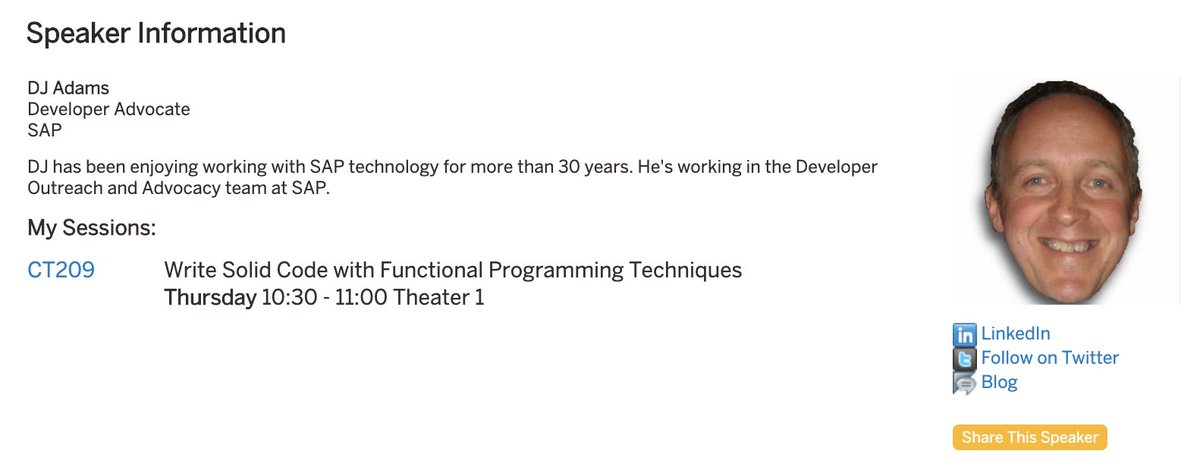 Speaker Information
DJ Adams
Developer Advocate
SAP
DJ has been enjoying working with SAP technology for more than 30 years. He's working in the Developer
Outreach and Advocacy team at SAP.
My Sessions:
CT209 Write Solid Code with Functional Programming Techniques
Thursday 10:30 - 11:00 Theater 1
in LinkedIn
t Follow on Twitter
Blog
Share This Speaker